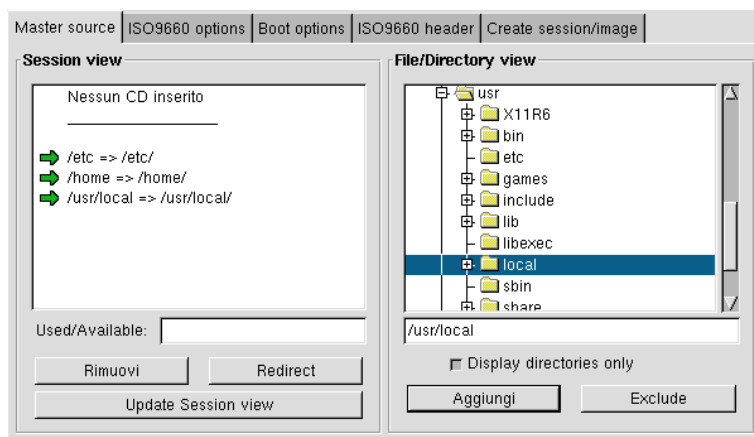 Master source
ISO9660 options
Boot options
ISO9660 header
Create session/image
Session view
Nessun CD inserito
/etc => /etc/
/home => /home/
/usr/local => /usr/local/
Used/Available:
Rimuovi
Redirect
Update Session view
File/Directory view
usr
X11R6
bin
etc
games
include
lib
libexec
local
sbin
share
/usr/local
Display directories only
Aggiungi
Exclude